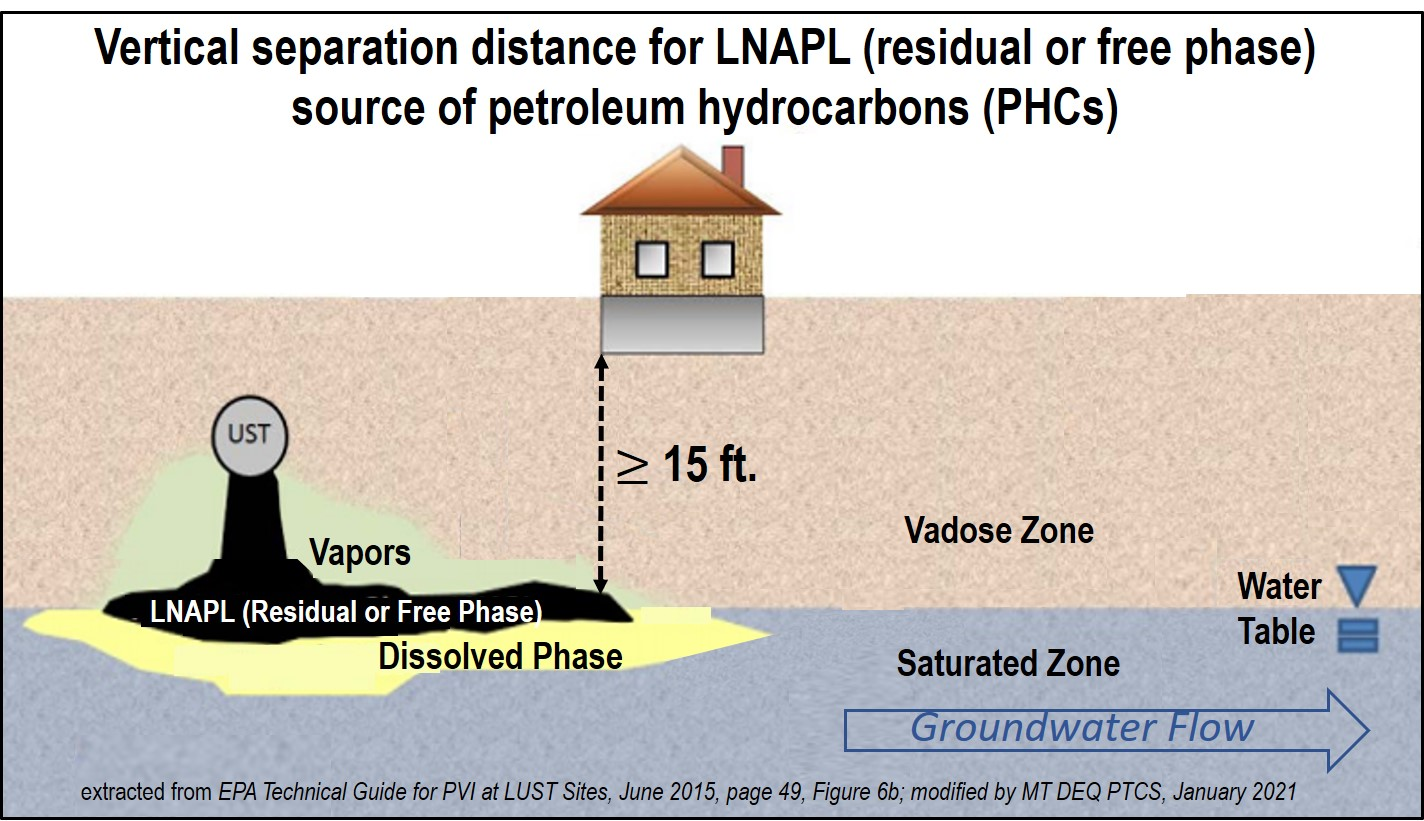 Vertical separation distance for LNAPL (residual or free phase)
source of petroleum hydrocarbons (PHCs)
UST
≥ 15 ft.
Vadose Zone
Vapors
Water
Table
LNAPL (Residual or Free Phase)
Dissolved Phase
Saturated Zone
Groundwater Flow
extracted from EPA Technical Guide for PVI at LUST Sites, June 2015, page 49, Figure 6b; modified by MT DEQ PTCS, January 2021